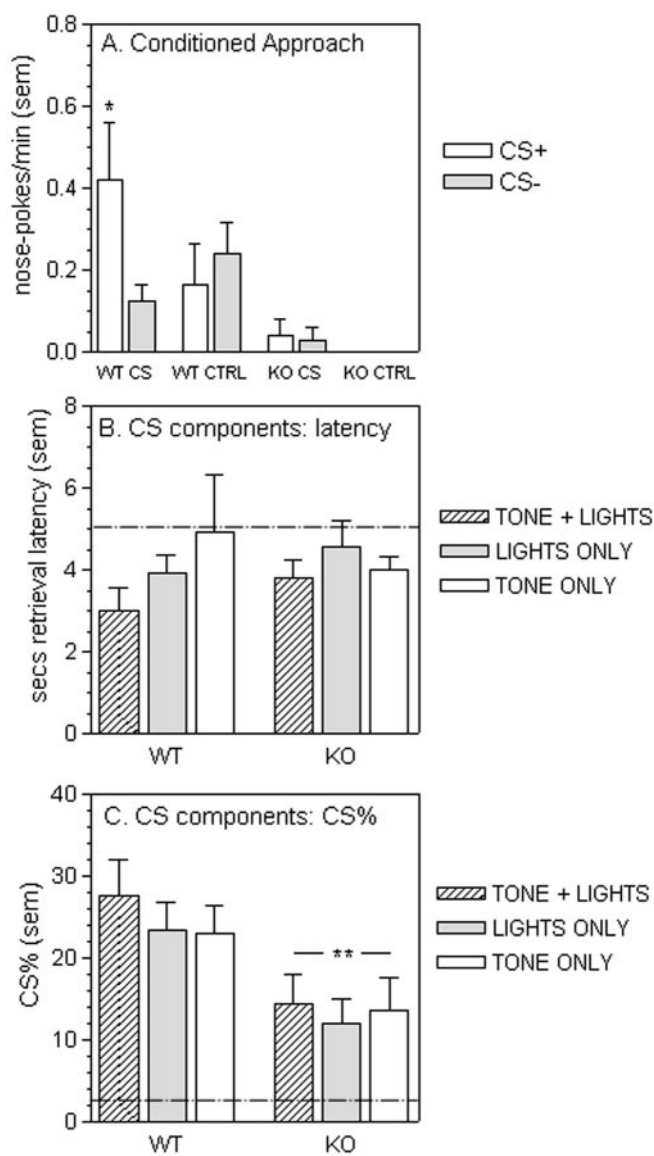 A. Conditioned Approach
nose-pokes/min (sem)
0.8
0.6
0.4
0.2
0.0
*
WT CS WT CTRL KO CS KO CTRL
CS+
CS-
B. CS components: latency
secs retrieval latency (sem)
8
6
4
2
0
WT KO
TONE + LIGHTS
LIGHTS ONLY
TONE ONLY
C. CS components: CS%
CS% (sem)
40
30
20
10
0
**
WT KO
TONE + LIGHTS
LIGHTS ONLY
TONE ONLY